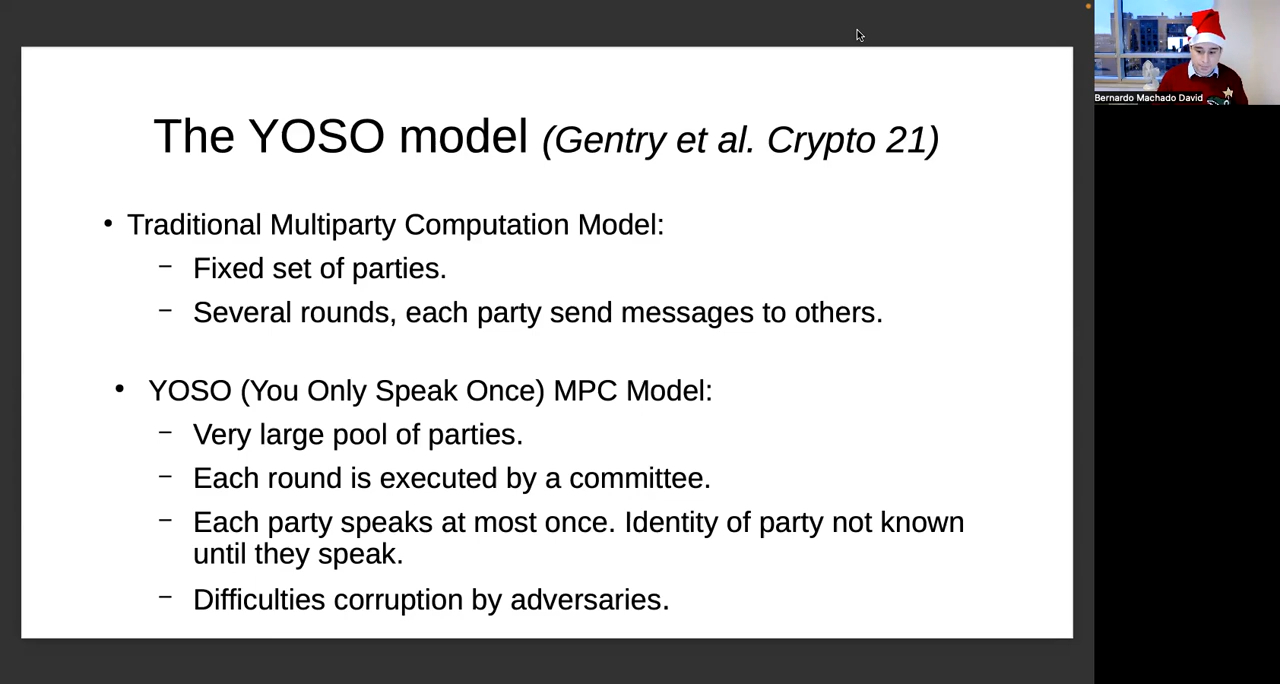 The YOSO model (Gentry et al. Crypto 21)
• Traditional Multiparty Computation Model:
– Fixed set of parties.
– Several rounds, each party send messages to others.
• YOSO (You Only Speak Once) MPC Model:
– Very large pool of parties.
– Each round is executed by a committee.
– Each party speaks at most once. Identity of party not known
until they speak.
– Difficulties corruption by adversaries.
Bernardo Machado David